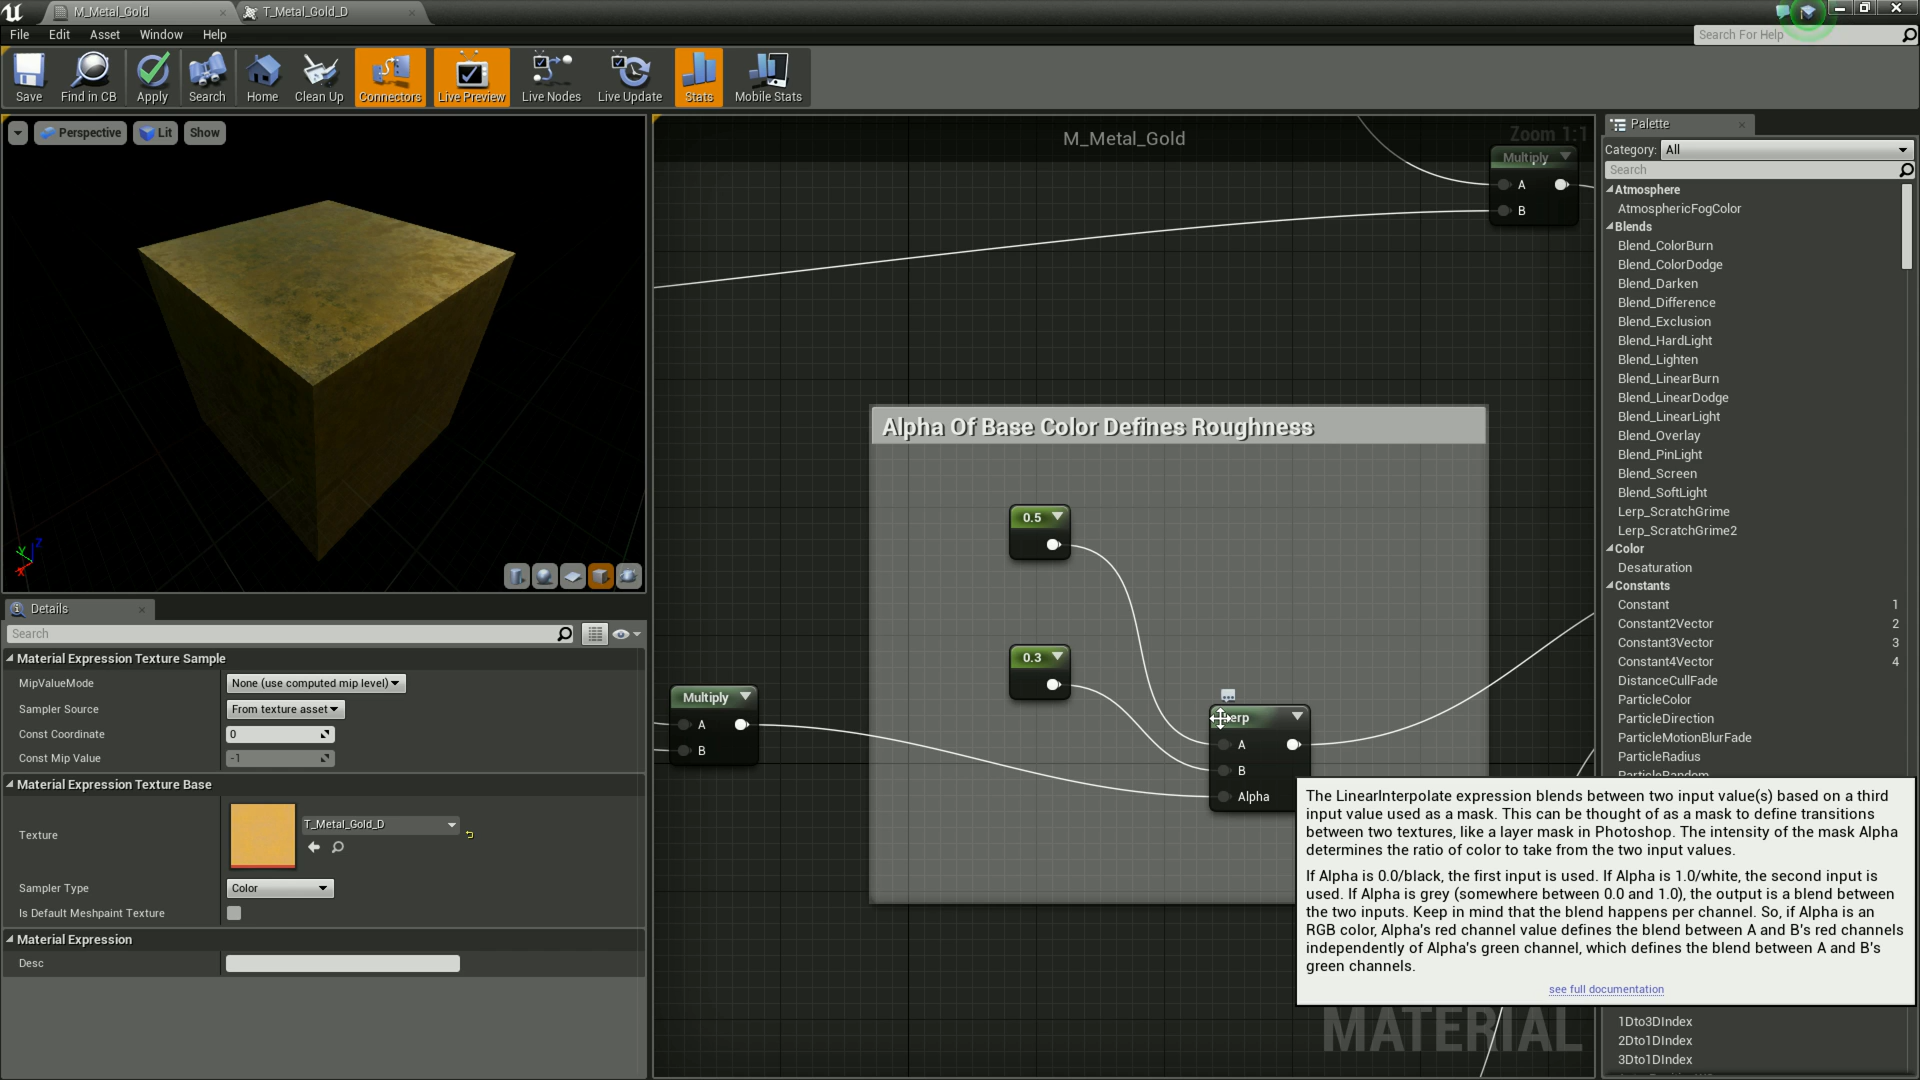 M_Metal_Gold
T_Metal_Gold_D
File Edit Asset Window Help
Search For Help
Save
Find in CB
Apply
Search
Home
Clean Up
Connectors
Live Preview
Live Nodes
Live Update
Stats
Mobile Stats
Perspective
Lit
Show
Y Z
X
Details
Search
Material Expression Texture Sample
MipValueMode
None (use computed mip level)
Sampler Source
From texture asset
Const Coordinate
0
Const Mip Value
-1
Material Expression Texture Base
Texture
T_Metal_Gold_D
Sampler Type
Color
Is Default Meshpaint Texture
Material Expression
Desc
M_Metal_Gold
Zoom 1:1
Multiply
A
B
Alpha Of Base Color Defines Roughness
0.5
0.3
Multiply
A
B
erp
A
B
Alpha
MATERIAL
Palette
Category: All
Search
Atmosphere
AtmosphericFogColor
Blends
Blend_ColorBurn
Blend_ColorDodge
Blend_Darken
Blend_Difference
Blend_Exclusion
Blend_HardLight
Blend_Lighten
Blend_LinearBurn
Blend_LinearDodge
Blend_LinearLight
Blend_Overlay
Blend_PinLight
Blend_Screen
Blend_SoftLight
Lerp_ScratchGrime
Lerp_ScratchGrime2
Color
Desaturation
Constants
Constant 1
Constant2Vector 2
Constant3Vector 3
Constant4Vector 4
DistanceCullFade
ParticleColor
ParticleDirection
ParticleMotionBlurFade
ParticleRadius
ParticleRandom
The LinearInterpolate expression blends between two input value(s) based on a third
input value used as a mask. This can be thought of as a mask to define transitions
between two textures, like a layer mask in Photoshop. The intensity of the mask Alpha
determines the ratio of color to take from the two input values.
If Alpha is 0.0/black, the first input is used. If Alpha is 1.0/white, the second input is
used. If Alpha is grey (somewhere between 0.0 and 1.0), the output is a blend between
the two inputs. Keep in mind that the blend happens per channel. So, if Alpha is an
RGB color, Alpha's red channel value defines the blend between A and B's red channels
independently of Alpha's green channel, which defines the blend between A and B's
green channels.
see full documentation
1Dto3DIndex
2Dto1DIndex
3Dto1DIndex